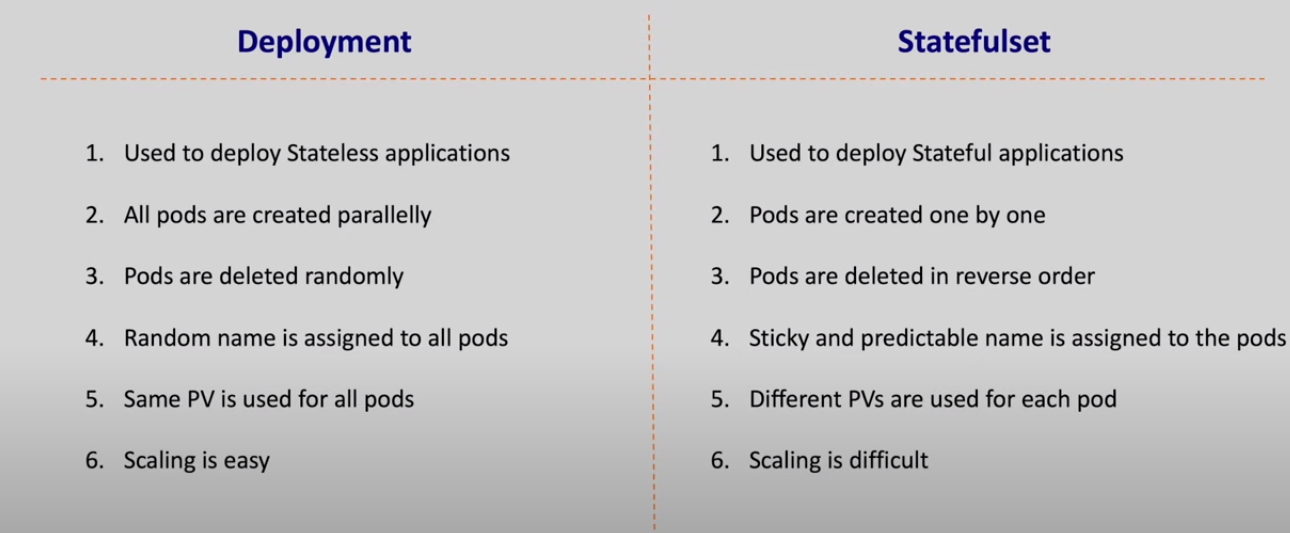 Deployment
Statefulset
1. Used to deploy Stateless applications
2. All pods are created parallelly
3. Pods are deleted randomly
4. Random name is assigned to all pods
5. Same PV is used for all pods
6. Scaling is easy
1. Used to deploy Stateful applications
2. Pods are created one by one
3. Pods are deleted in reverse order
4. Sticky and predictable name is assigned to the pods
5. Different PVs are used for each pod
6. Scaling is difficult